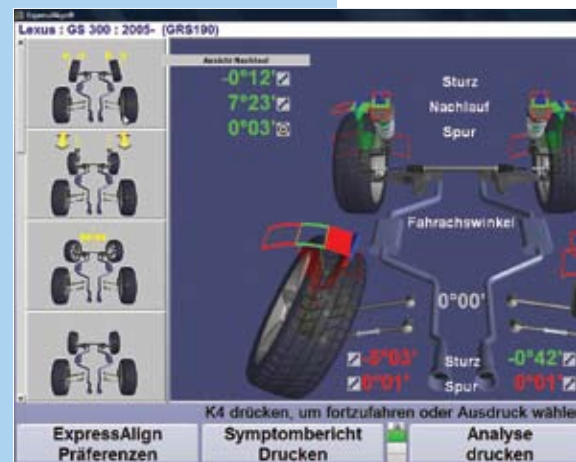 ExpressAlign®
Lexus : GS 300 : 2005- (GRS190)
Ansicht Nachlauf
-0°12'
7°23'
0°03'
Sturz
Nachlauf
Spur
Fahrachswinkel
0°00'
-5°03' Sturz -0°42'
0°01' Spur 0°01'
K4 drücken, um fortzufahren oder Ausdruck wähle
ExpressAlign Präferenzen
Symptombericht Drucken
Analyse drucken